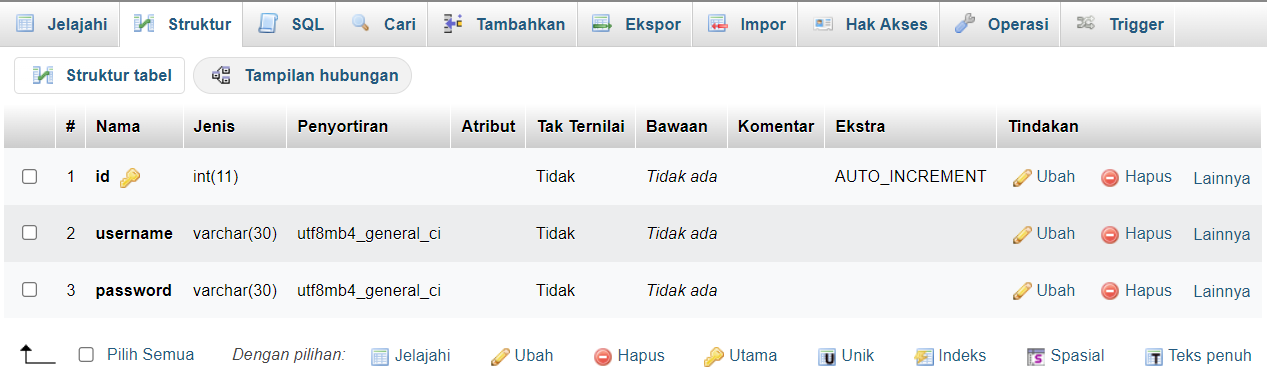 Jelajahi Struktur SQL Cari Tambahkan Ekspor Impor Hak Akses Operasi Trigger
Struktur tabel Tampilan hubungan
# Nama Jenis Penyortiran Atribut Tak Ternilai Bawaan Komentar Ekstra Tindakan
1 id int(11) Tidak Tidak ada AUTO_INCREMENT Ubah Hapus Lainnya
2 username varchar(30) utf8mb4_general_ci Tidak Tidak ada Ubah Hapus Lainnya
3 password varchar(30) utf8mb4_general_ci Tidak Tidak ada Ubah Hapus Lainnya
Pilih Semua Dengan pilihan: Jelajahi Ubah Hapus Utama Unik Indeks Spasial Teks penuh